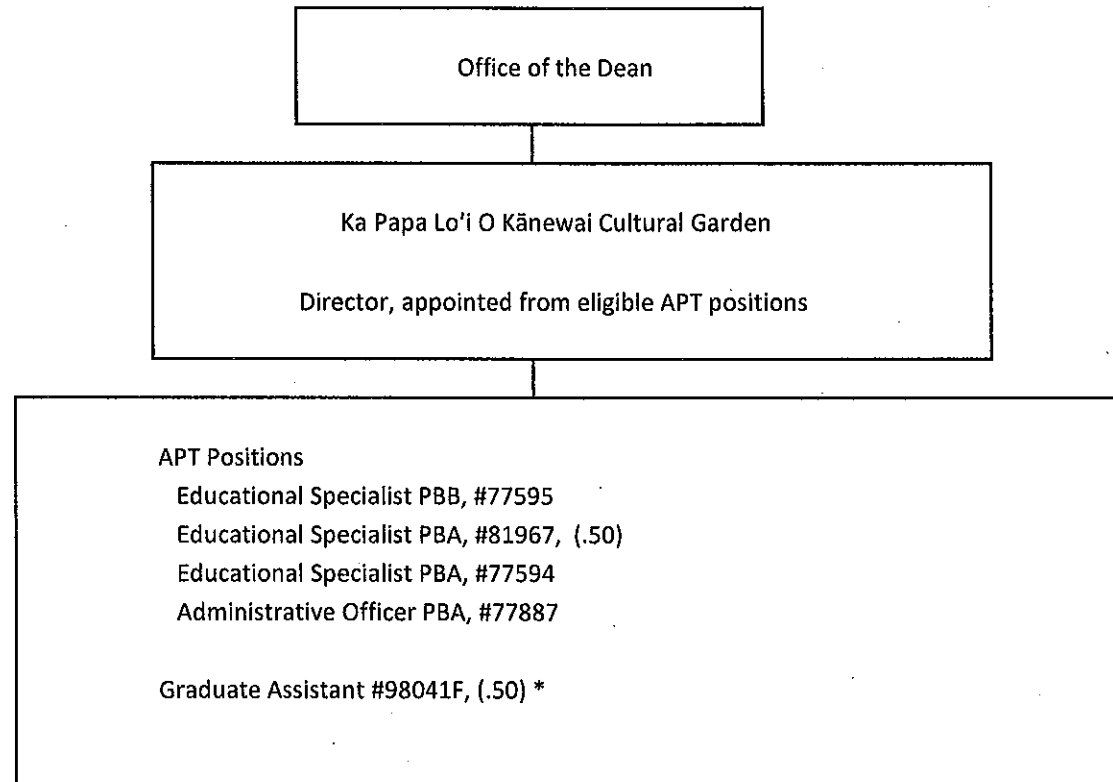 Office of the Dean
Ka Papa Lo'i O Kānewai Cultural Garden
Director, appointed from eligible APT positions
APT Positions
Educational Specialist PBB, #77595
Educational Specialist PBA, #81967, (.50)
Educational Specialist PBA, #77594
Administrative Officer PBA, #77887
Graduate Assistant #98041F, (.50) *